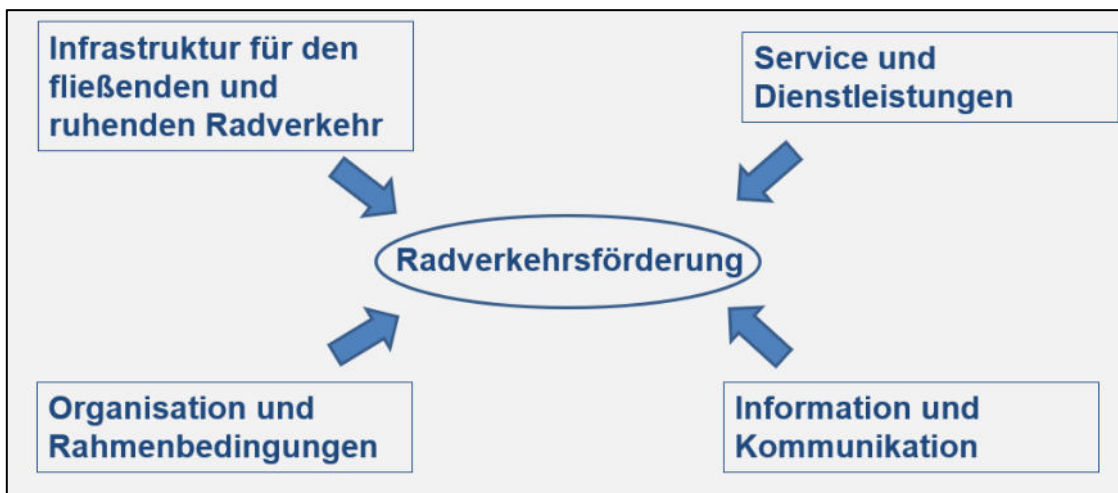 Infrastruktur für den
fließenden und
ruhenden Radverkehr
Service und
Dienstleistungen
Radverkehrsförderung
Organisation und
Rahmenbedingungen
Information und
Kommunikation